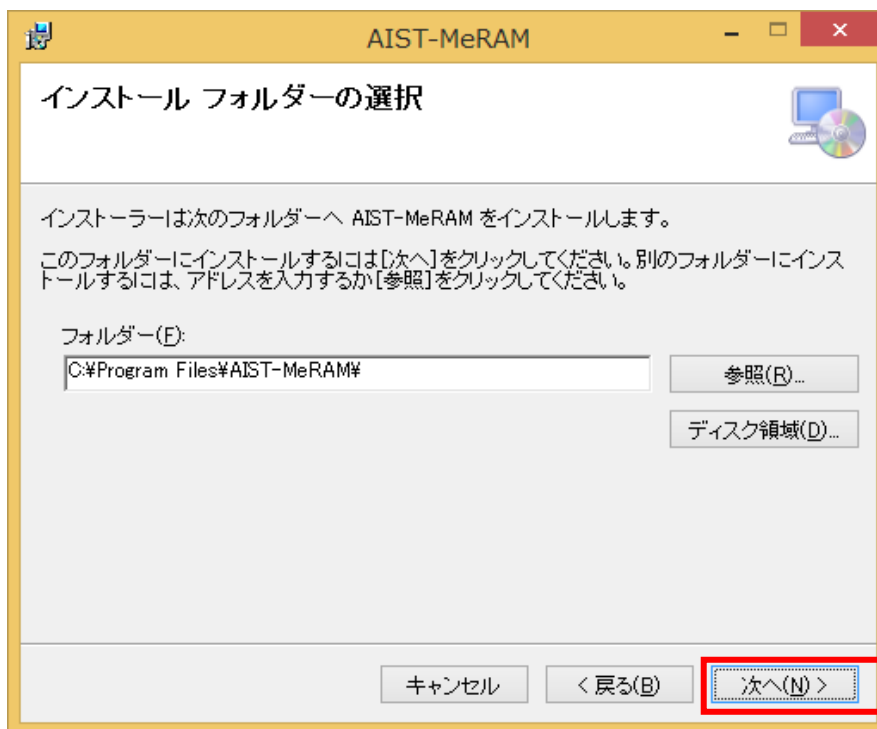 AIST-MeRAM
インストール フォルダーの選択
インストーラーは次のフォルダーへ AIST-MeRAM をインストールします。
このフォルダーにインストールするには[次へ]をクリックしてください。別のフォルダーにインス
トールするには、アドレスを入力するか[参照]をクリックしてください。
フォルダー(F):
C:¥Program Files¥AIST-MeRAM¥
参照(R)...
ディスク領域(D)...
キャンセル
< 戻る(B)
次へ(N) >